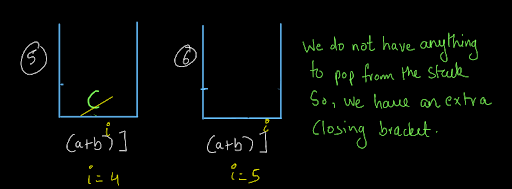 5
6
C
i
i
(a+b)]
(a+b)]
i=4
i=5
We do not have anything
to pop from the stack
So, we have an extra
closing bracket.